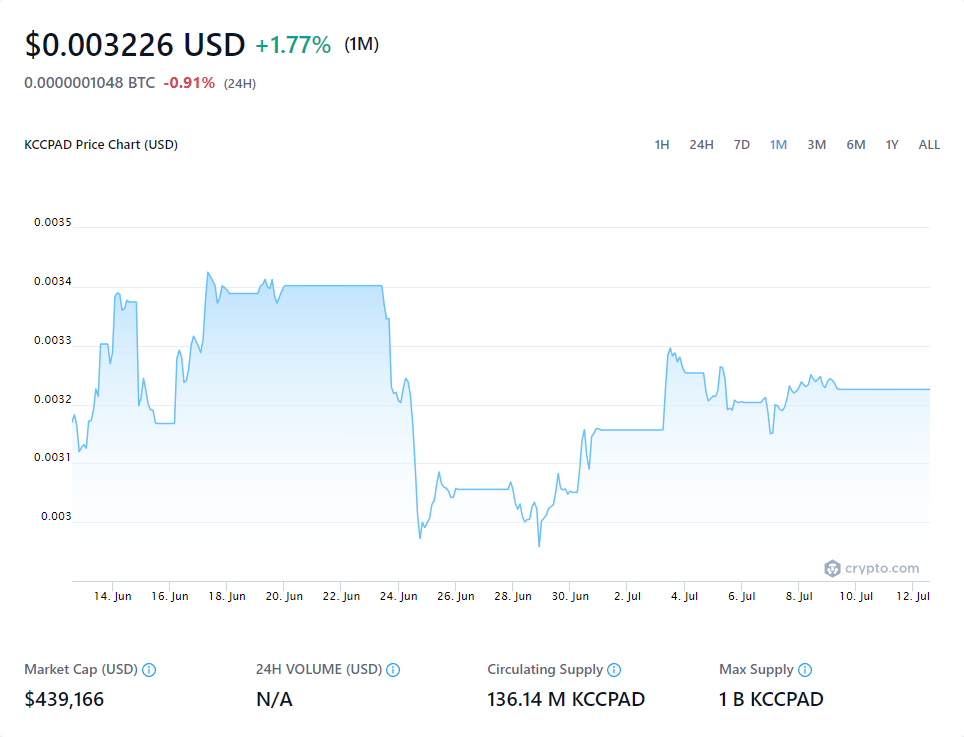 $0.003226 USD +1.77% (1M)
0.0000001048 BTC -0.91% (24H)
KCCPAD Price Chart (USD) 1H 24H 7D 1M 3M 6M 1Y ALL
0.0035
0.0034
0.0033
0.0032
0.0031
0.003
crypto.com
14. Jun 16. Jun 18. Jun 20. Jun 22. Jun 24. Jun 26. Jun 28. Jun 30. Jun 2. Jul 4. Jul 6. Jul 8. Jul 10. Jul 12. Jul
Market Cap (USD) 24H VOLUME (USD) Circulating Supply Max Supply
$439,166 N/A 136.14 M KCCPAD 1 B KCCPAD